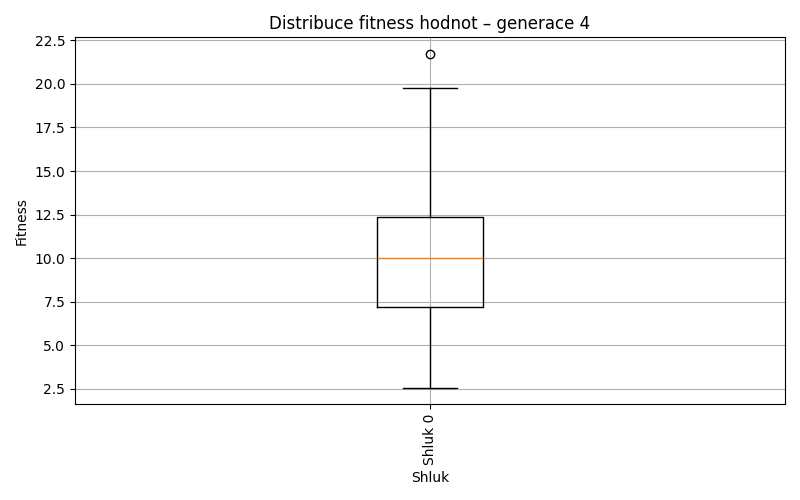 Distribuce fitness hodnot – generace 4
22.5
20.0
17.5
15.0
12.5
10.0
7.5
5.0
2.5
Fitness
Shluk 0
Shluk